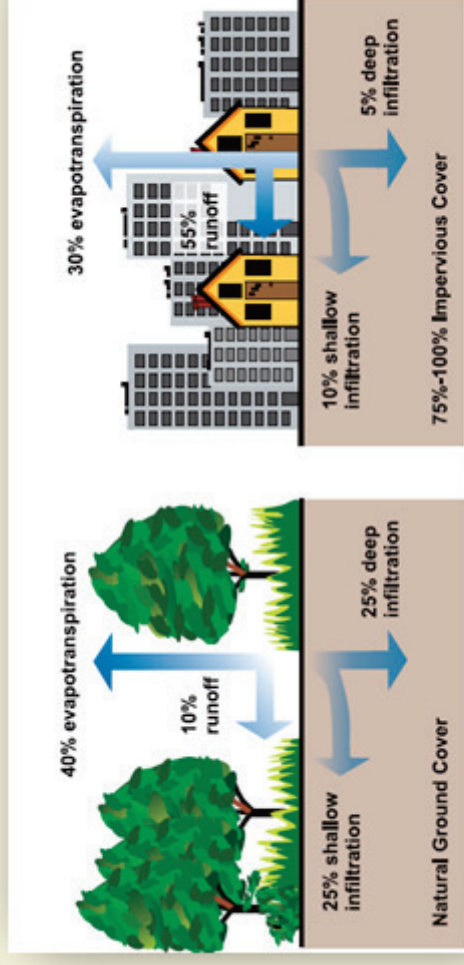 40% evapotranspiration
10%
runoff
25% shallow
infiltration
25% deep
infiltration
Natural Ground Cover
30% evapotranspiration
55%
runoff
10% shallow
infiltration
5% deep
infiltration
75%-100% Impervious Cover